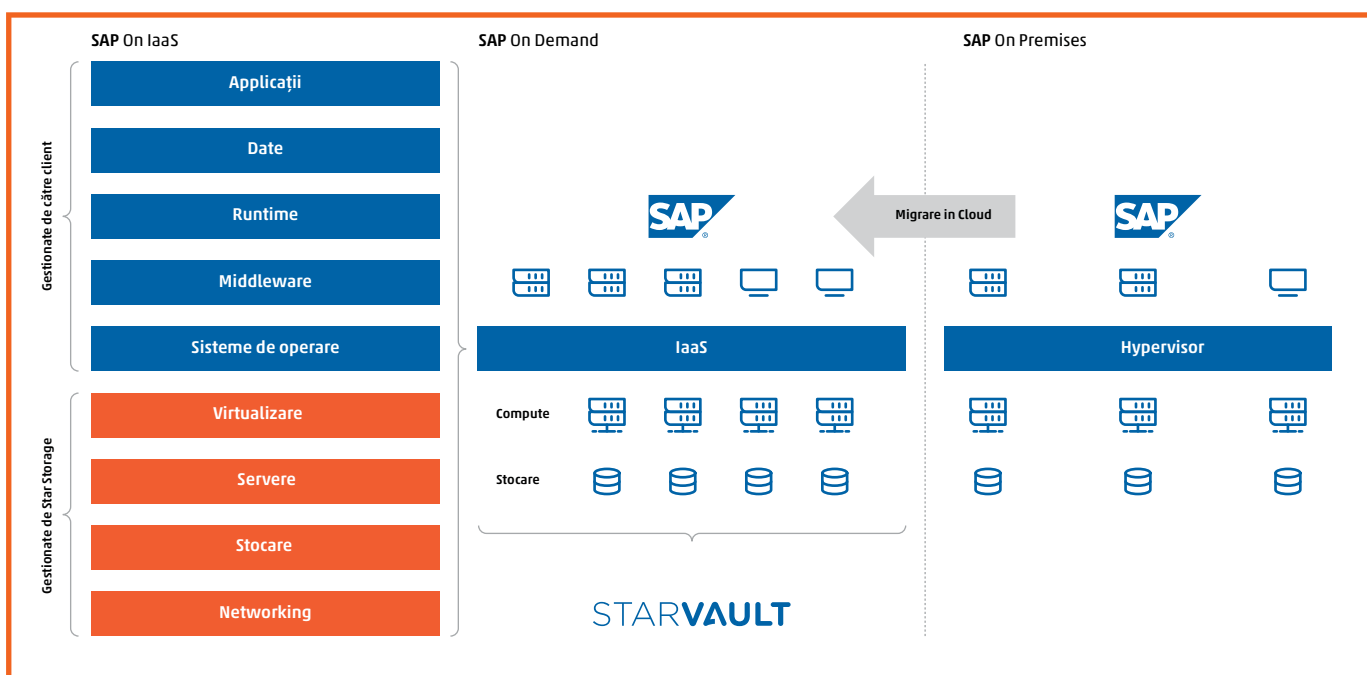 SAP On IaaS
SAP On Demand
SAP On Premises
Gestionate de către client
Applicații
Date
Runtime
Middleware
Sisteme de operare
Gestionate de Star Storage
Virtualizare
Servere
Stocare
Networking
SAP®
Migrare in Cloud
SAP®
IaaS
Hypervisor
Compute
Stocare
STARVAULT